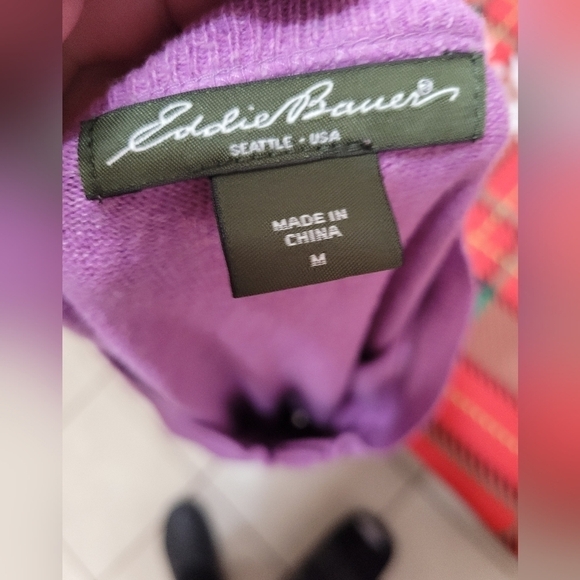 Eddie Bauer®
SEATTLE · USA
MADE IN
CHINA
M